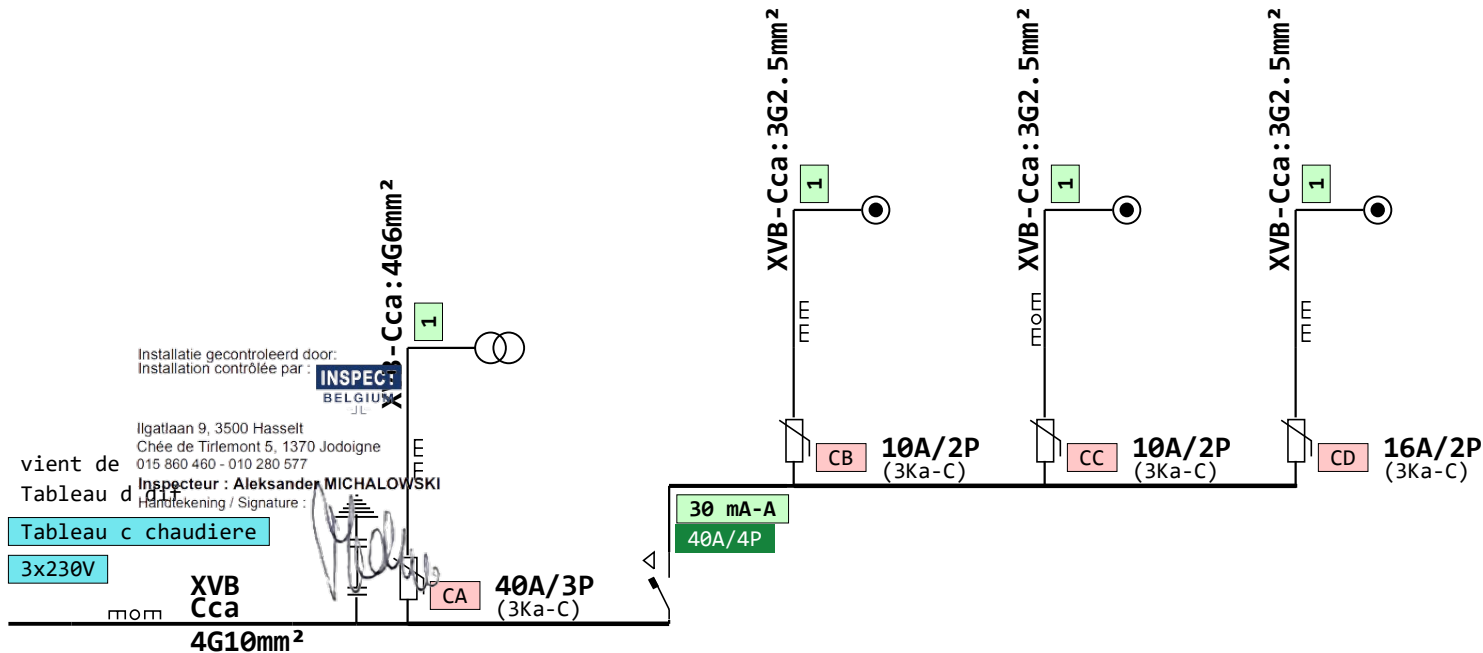 XVB-Cca:3G2.5mm²
1
XVB-Cca:3G2.5mm²
1
XVB-Cca:3G2.5mm²
1
XVB-Cca:4G6mm²
1
Installatie gecontroleerd door:
Installation contrôlée par :
INSPECT
BELGIUM
Ilgatlaan 9, 3500 Hasselt
Chée de Tirlemont 5, 1370 Jodoigne
015 860 460 - 010 280 577
Inspecteur : Aleksander MICHALOWSKI
Handtekening / Signature :
vient de
Tableau d dif
Tableau c chaudiere
3x230V
XVB
Cca
4G10mm²
CA
40A/3P
(3Ka-C)
30 mA-A
40A/4P
CB
10A/2P
(3Ka-C)
CC
10A/2P
(3Ka-C)
CD
16A/2P
(3Ka-C)